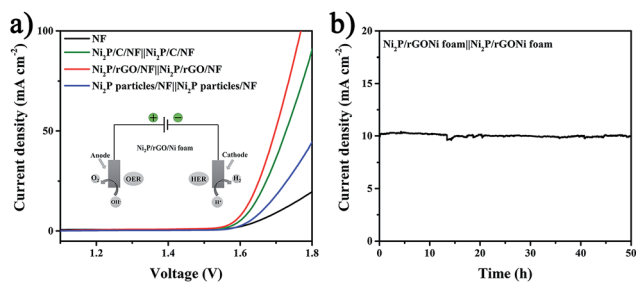 a)
Current density (mA cm⁻²)
100
50
0
NF
Ni₂P/C/NF||Ni₂P/C/NF
Ni₂P/rGO/NF||Ni₂P/rGO/NF
Ni₂P particles/NF||Ni₂P particles/NF
+ −
Anode
Ni₂P/rGO/Ni foam
Cathode
O₂
OER
HER
H₂
OH⁻
H⁺
1.2 1.4 1.6 1.8
Voltage (V)
b)
Current density (mA cm⁻²)
20
15
10
5
0
Ni₂P/rGONi foam||Ni₂P/rGONi foam
0 10 20 30 40 50
Time (h)